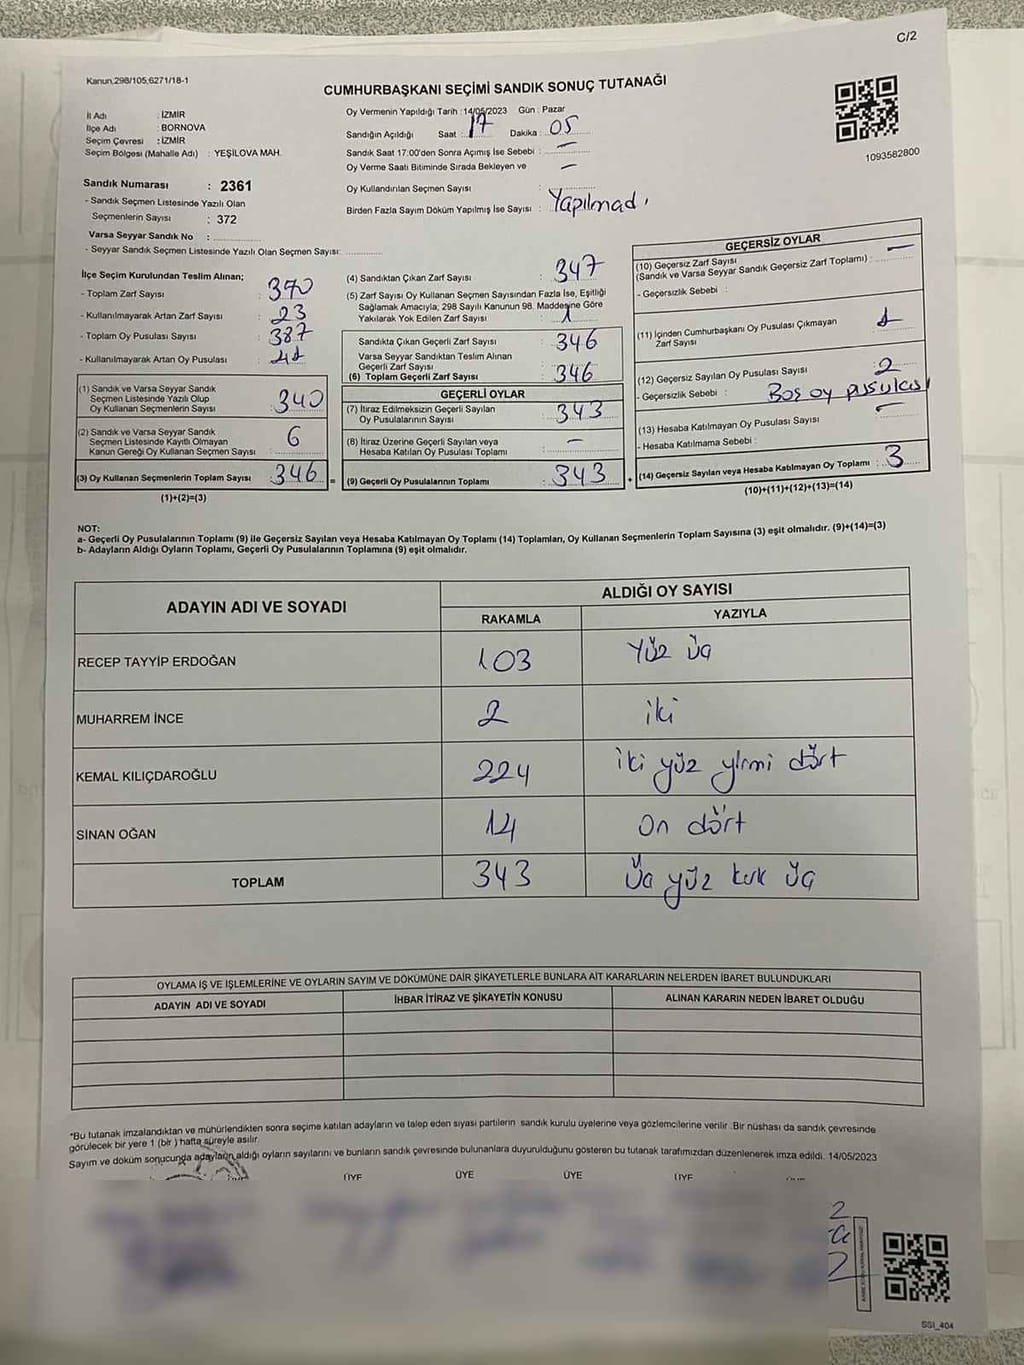 C/2
Kanun,298/105,6271/18-1
CUMHURBAŞKANI SEÇİMİ SANDIK SONUÇ TUTANAĞI
1093582800
İl Adı : İZMİR
İlçe Adı : BORNOVA
Seçim Çevresi : İZMİR
Seçim Bölgesi (Mahalle Adı) : YEŞİLOVA MAH.
Sandık Numarası : 2361
- Sandık Seçmen Listesinde Yazılı Olan
Seçmenlerin Sayısı : 372
Varsa Seyyar Sandık No :
- Seyyar Sandık Seçmen Listesinde Yazılı Olan Seçmen Sayısı:
Oy Vermenin Yapıldığı Tarih :14/05/2023 Gün : Pazar
Sandığın Açıldığı Saat : 17 Dakika : 05
Sandık Saat 17:00'den Sonra Açımış İse Sebebi : —
Oy Verme Saati Bitiminde Sırada Bekleyen ve —
Oy Kullandırılan Seçmen Sayısı :
Birden Fazla Sayım Döküm Yapılmış İse Sayısı : Yapılmad.
İlçe Seçim Kurulundan Teslim Alınan;
- Toplam Zarf Sayısı : 370
- Kullanılmayarak Artan Zarf Sayısı : 23
- Toplam Oy Pusulası Sayısı : 387
- Kullanılmayarak Artan Oy Pusulası : 41
(1) Sandık ve Varsa Seyyar Sandık
Seçmen Listesinde Yazılı Olup
Oy Kullanan Seçmenlerin Sayısı : 340
(2) Sandık ve Varsa Seyyar Sandık
Seçmen Listesinde Kayıtlı Olmayan
Kanun Gereği Oy Kullanan Seçmen Sayısı : 6
(3) Oy Kullanan Seçmenlerin Toplam Sayısı : 346
(1)+(2)=(3)
(4) Sandıktan Çıkan Zarf Sayısı : 347
(5) Zarf Sayısı Oy Kullanan Seçmen Sayısından Fazla İse, Eşitliği
Sağlamak Amacıyla, 298 Sayılı Kanunun 98. Maddesine Göre
Yakılarak Yok Edilen Zarf Sayısı : 1
Sandıkta Çıkan Geçerli Zarf Sayısı : 346
Varsa Seyyar Sandıktan Teslim Alınan
Geçerli Zarf Sayısı :
(6) Toplam Geçerli Zarf Sayısı : 346
GEÇERLİ OYLAR
(7) İtiraz Edilmeksizin Geçerli Sayılan
Oy Pusulalarının Sayısı : 343
(8) İtiraz Üzerine Geçerli Sayılan veya
Hesaba Katılan Oy Pusulası Toplamı : —
(9) Geçerli Oy Pusulalarının Toplamı : 343
GEÇERSİZ OYLAR
(10) Geçersiz Zarf Sayısı
(Sandık ve Varsa Seyyar Sandık Geçersiz Zarf Toplamı) : —
- Geçersizlik Sebebi :
(11) İçinden Cumhurbaşkanı Oy Pusulası Çıkmayan
Zarf Sayısı : 1
(12) Geçersiz Sayılan Oy Pusulası Sayısı : 2
- Geçersizlik Sebebi : Boş oy pusulası
(13) Hesaba Katılmayan Oy Pusulası Sayısı : —
- Hesaba Katılmama Sebebi :
(14) Geçersiz Sayılan veya Hesaba Katılmayan Oy Toplamı : 3
(10)+(11)+(12)+(13)=(14)
NOT:
a- Geçerli Oy Pusulalarının Toplamı (9) ile Geçersiz Sayılan veya Hesaba Katılmayan Oy Toplamı (14) Toplamları, Oy Kullanan Seçmenlerin Toplam Sayısına (3) eşit olmalıdır. (9)+(14)=(3)
b- Adayların Aldığı Oyların Toplamı, Geçerli Oy Pusulalarının Toplamına (9) eşit olmalıdır.
ADAYIN ADI VE SOYADI ALDIĞI OY SAYISI
RAKAMLA YAZIYLA
RECEP TAYYİP ERDOĞAN 103 Yüz üç
MUHARREM İNCE 2 iki
KEMAL KILIÇDAROĞLU 224 iki yüz yirmi dört
SİNAN OĞAN 14 On dört
TOPLAM 343 Üç yüz kırk üç
OYLAMA İŞ VE İŞLEMLERİNE VE OYLARIN SAYIM VE DÖKÜMÜNE DAİR ŞİKAYETLERLE BUNLARA AİT KARARLARIN NELERDEN İBARET BULUNDUKLARI
ADAYIN ADI VE SOYADI İHBAR İTİRAZ VE ŞİKAYETİN KONUSU ALINAN KARARIN NEDEN İBARET OLDUĞU
*Bu tutanak imzalandıktan ve mühürlendikten sonra seçime katılan adayların ve talep eden siyasi partilerin sandık kurulu üyelerine veya gözlemcilerine verilir .Bir nüshası da sandık çevresinde
görülecek bir yere 1 (bir ) hafta süreyle asılır.
Sayım ve döküm sonucunda adayların aldığı oyların sayılarını ve bunların sandık çevresinde bulunanlara duyurulduğunu gösteren bu tutanak tarafımızdan düzenlenerek imza edildi. 14/05/2023
ÜYE ÜYE ÜYE ÜYE
SSI_404